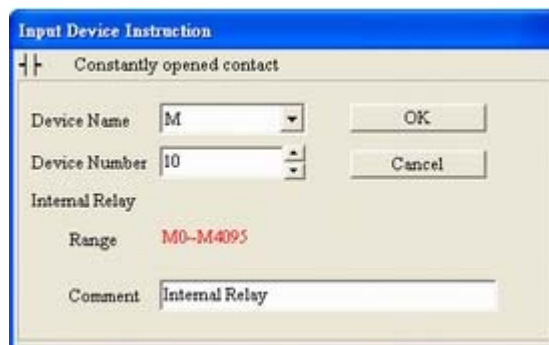 Input Device Instruction
Constantly opened contact
Device Name M OK
Device Number 10 Cancel
Internal Relay
Range M0~M4095
Comment Internal Relay